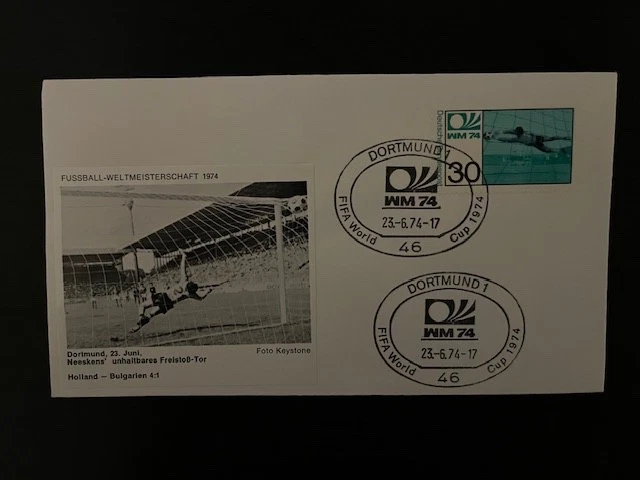 FUSSBALL-WELTMEISTERSCHAFT 1974
Dortmund, 23. Juni,
Foto Keystone
Neeskens' unhaltbares Freistoß-Tor
Holland – Bulgarien 4:1
WM 74
30
DORTMUND 1
WM 74
23.-6.74-17
FIFA World 46 Cup 1974
DORTMUND 1
WM 74
23.-6.74-17
FIFA World 46 Cup 1974